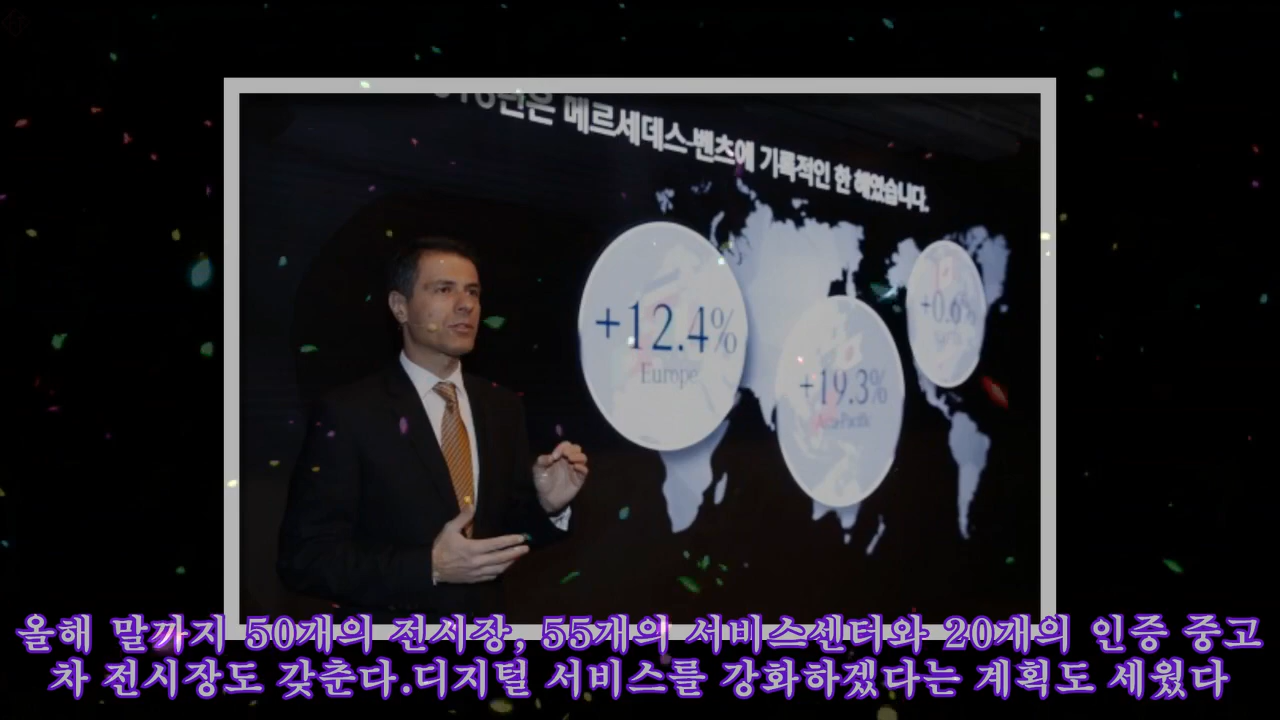 메르세데스-벤츠에 기록적인 한 해였습니다.
+12.4%
Europe
+19.3%
Asia-Pacific
+0.6%
올해 말까지 50개의 전시장, 55개의 서비스센터와 20개의 인증 중고
차 전시장도 갖춘다.디지털 서비스를 강화하겠다는 계획도 세웠다